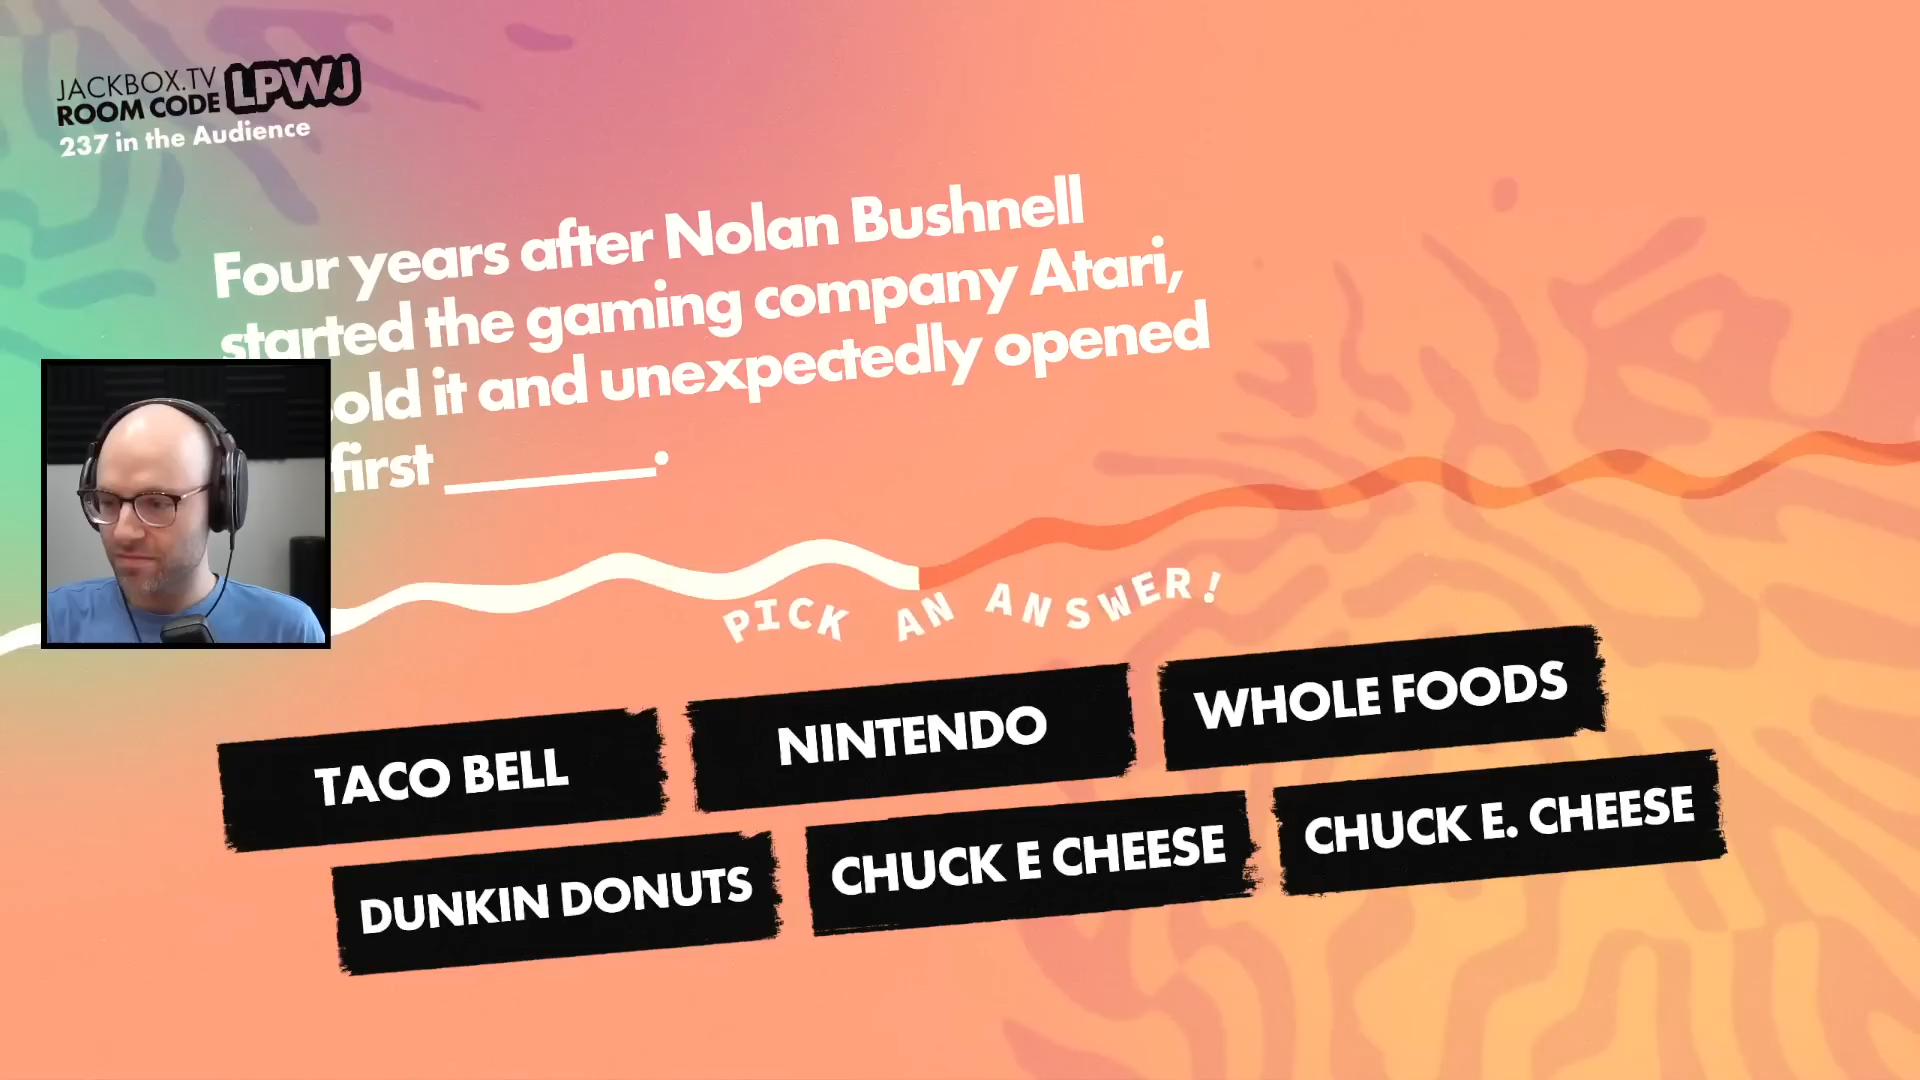 JACKBOX.TV
ROOM CODE LPWJ
237 in the Audience
Four years after Nolan Bushnell
started the gaming company Atari,
old it and unexpectedly opened
first ______.
PICK AN ANSWER!
TACO BELL
NINTENDO
WHOLE FOODS
DUNKIN DONUTS
CHUCK E CHEESE
CHUCK E. CHEESE